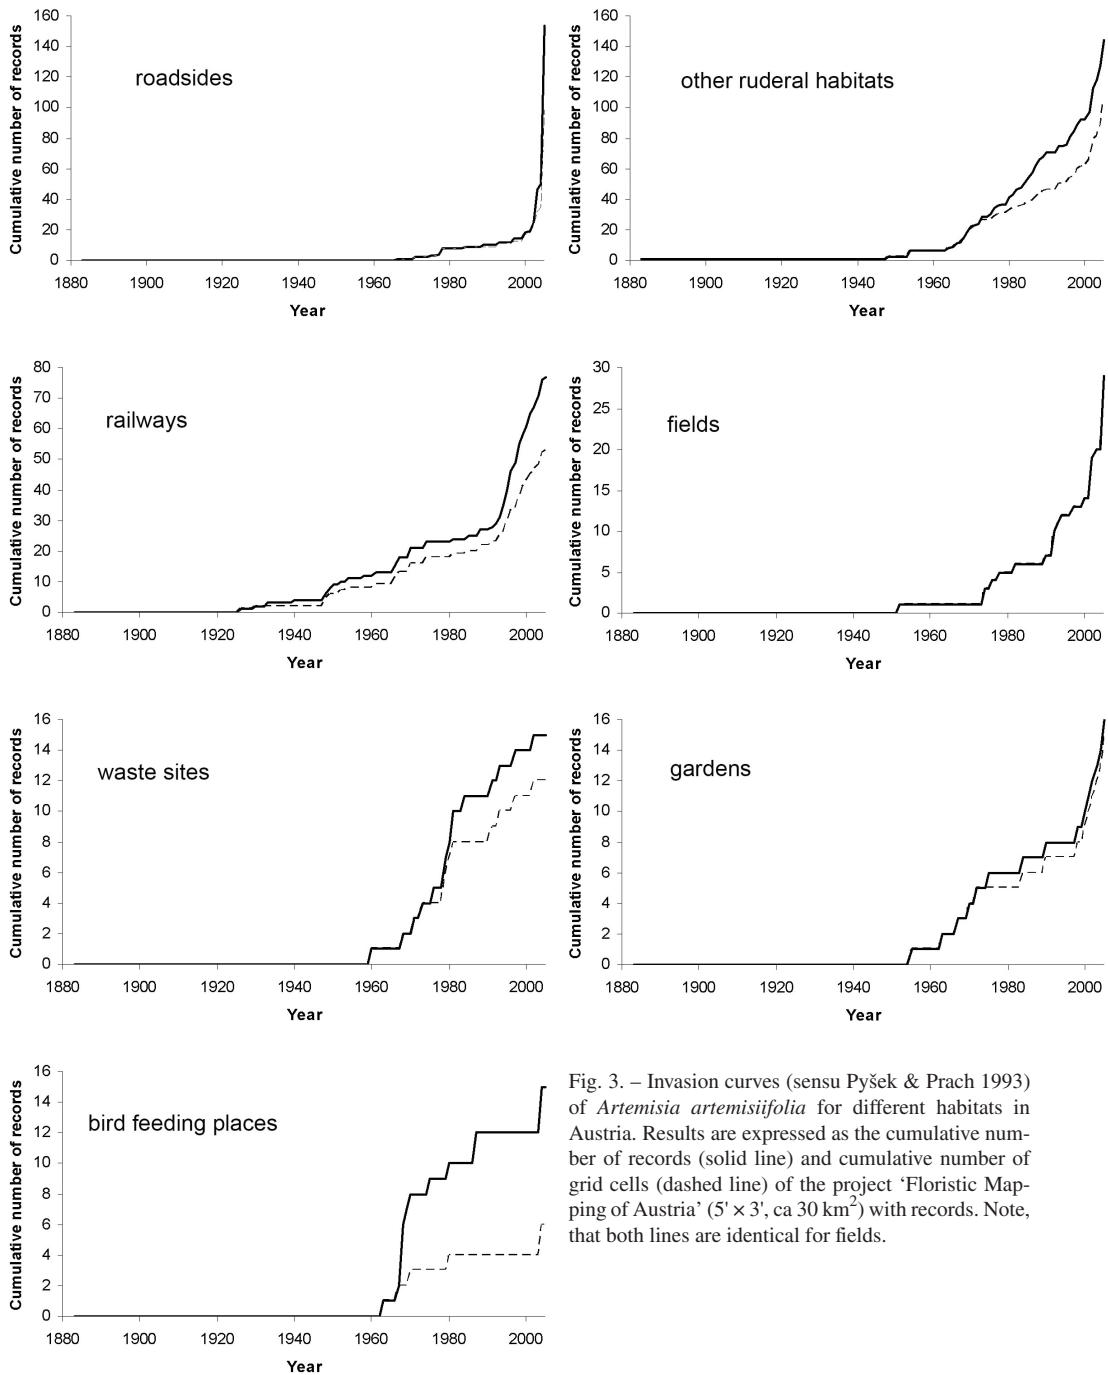 roadsides
Cumulative number of records
160
140
120
100
80
60
40
20
0
1880 1900 1920 1940 1960 1980 2000
Year
other ruderal habitats
Cumulative number of records
160
140
120
100
80
60
40
20
0
1880 1900 1920 1940 1960 1980 2000
Year
railways
Cumulative number of records
80
70
60
50
40
30
20
10
0
1880 1900 1920 1940 1960 1980 2000
Year
fields
Cumulative number of records
30
25
20
15
10
5
0
1880 1900 1920 1940 1960 1980 2000
Year
waste sites
Cumulative number of records
16
14
12
10
8
6
4
2
0
1880 1900 1920 1940 1960 1980 2000
Year
gardens
Cumulative number of records
16
14
12
10
8
6
4
2
0
1880 1900 1920 1940 1960 1980 2000
Year
bird feeding places
Cumulative number of records
16
14
12
10
8
6
4
2
0
1880 1900 1920 1940 1960 1980 2000
Year
Fig. 3. – Invasion curves (sensu Pyšek & Prach 1993)
of Artemisia artemisiifolia for different habitats in
Austria. Results are expressed as the cumulative num-
ber of records (solid line) and cumulative number of
grid cells (dashed line) of the project ‘Floristic Map-
ping of Austria’ (5' × 3', ca 30 km²) with records. Note,
that both lines are identical for fields.